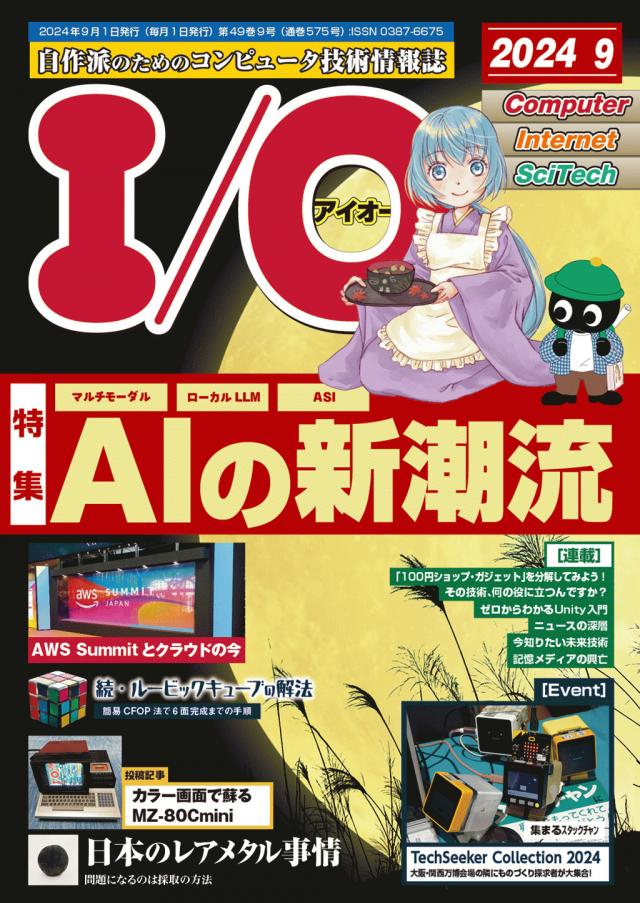 2024年9月1日発行（毎月1日発行）第49巻9号（通巻575号）:ISSN 0387-6675
自作派のためのコンピュータ技術情報誌
2024 9
I/O
アイオー
Computer
Internet
SciTech
特集
マルチモーダル
ローカルLLM
ASI
AIの新潮流
aws SUMMIT
JAPAN
AWS Summitとクラウドの今
続・ルービックキューブの解法
簡易CFOP法で6面完成までの手順
投稿記事
カラー画面で蘇る
MZ-80Cmini
日本のレアメタル事情
問題になるのは採取の方法
［連載］
「100円ショップ・ガジェット」を分解してみよう！
その技術、何の役に立つんですか？
ゼロからわかるUnity入門
ニュースの深層
今知りたい未来技術
記憶メディアの興亡
［Event］
チャン
集まるスタックチャン
TechSeeker Collection 2024
大阪・関西万博会場の隣にものづくり探求者が大集合！